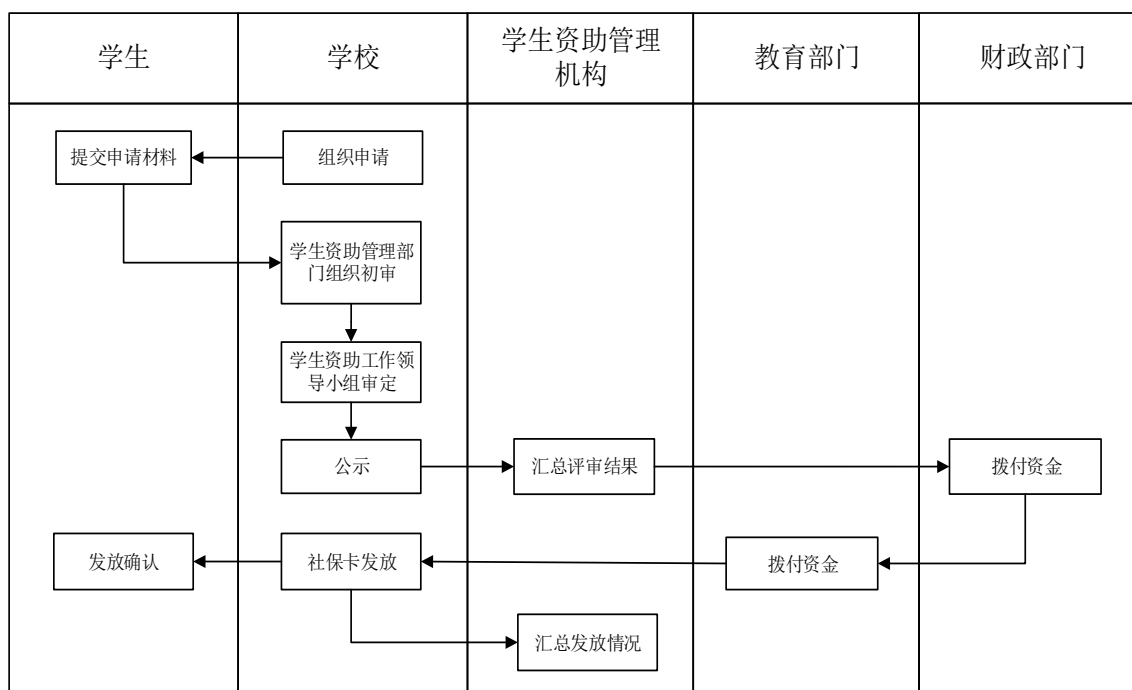 学生
学校
学生资助管理
机构
教育部门
财政部门
提交申请材料
组织申请
学生资助管理部
门组织初审
学生资助工作领
导小组审定
公示
汇总评审结果
拨付资金
发放确认
社保卡发放
拨付资金
汇总发放情况